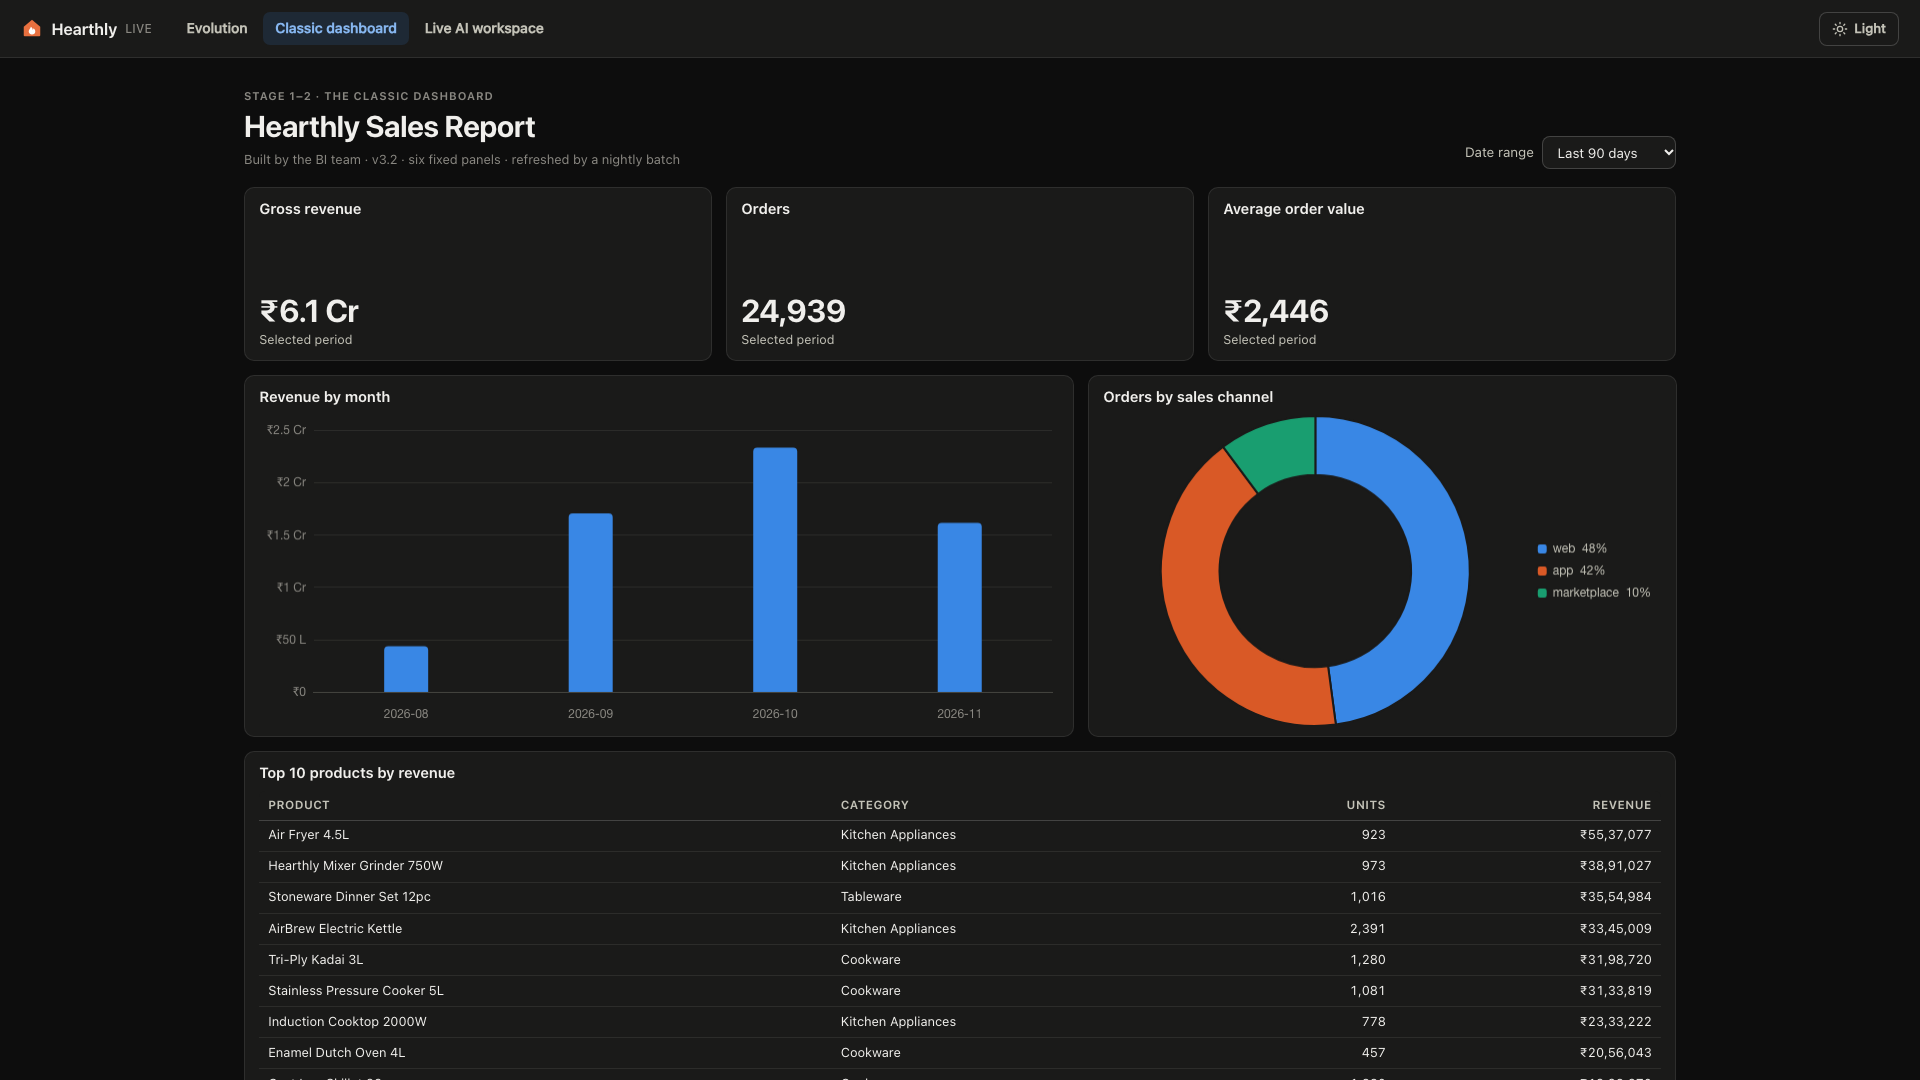 Hearthly LIVE
Evolution
Classic dashboard
Live AI workspace
Light
STAGE 1–2 · THE CLASSIC DASHBOARD
Hearthly Sales Report
Built by the BI team · v3.2 · six fixed panels · refreshed by a nightly batch
Date range
Last 90 days
Gross revenue
₹6.1 Cr
Selected period
Orders
24,939
Selected period
Average order value
₹2,446
Selected period
Revenue by month
₹2.5 Cr
₹2 Cr
₹1.5 Cr
₹1 Cr
₹50 L
₹0
2026-08 2026-09 2026-10 2026-11
Orders by sales channel
web 48%
app 42%
marketplace 10%
Top 10 products by revenue
PRODUCT CATEGORY UNITS REVENUE
Air Fryer 4.5L Kitchen Appliances 923 ₹55,37,077
Hearthly Mixer Grinder 750W Kitchen Appliances 973 ₹38,91,027
Stoneware Dinner Set 12pc Tableware 1,016 ₹35,54,984
AirBrew Electric Kettle Kitchen Appliances 2,391 ₹33,45,009
Tri-Ply Kadai 3L Cookware 1,280 ₹31,98,720
Stainless Pressure Cooker 5L Cookware 1,081 ₹31,33,819
Induction Cooktop 2000W Kitchen Appliances 778 ₹23,33,222
Enamel Dutch Oven 4L Cookware 457 ₹20,56,043